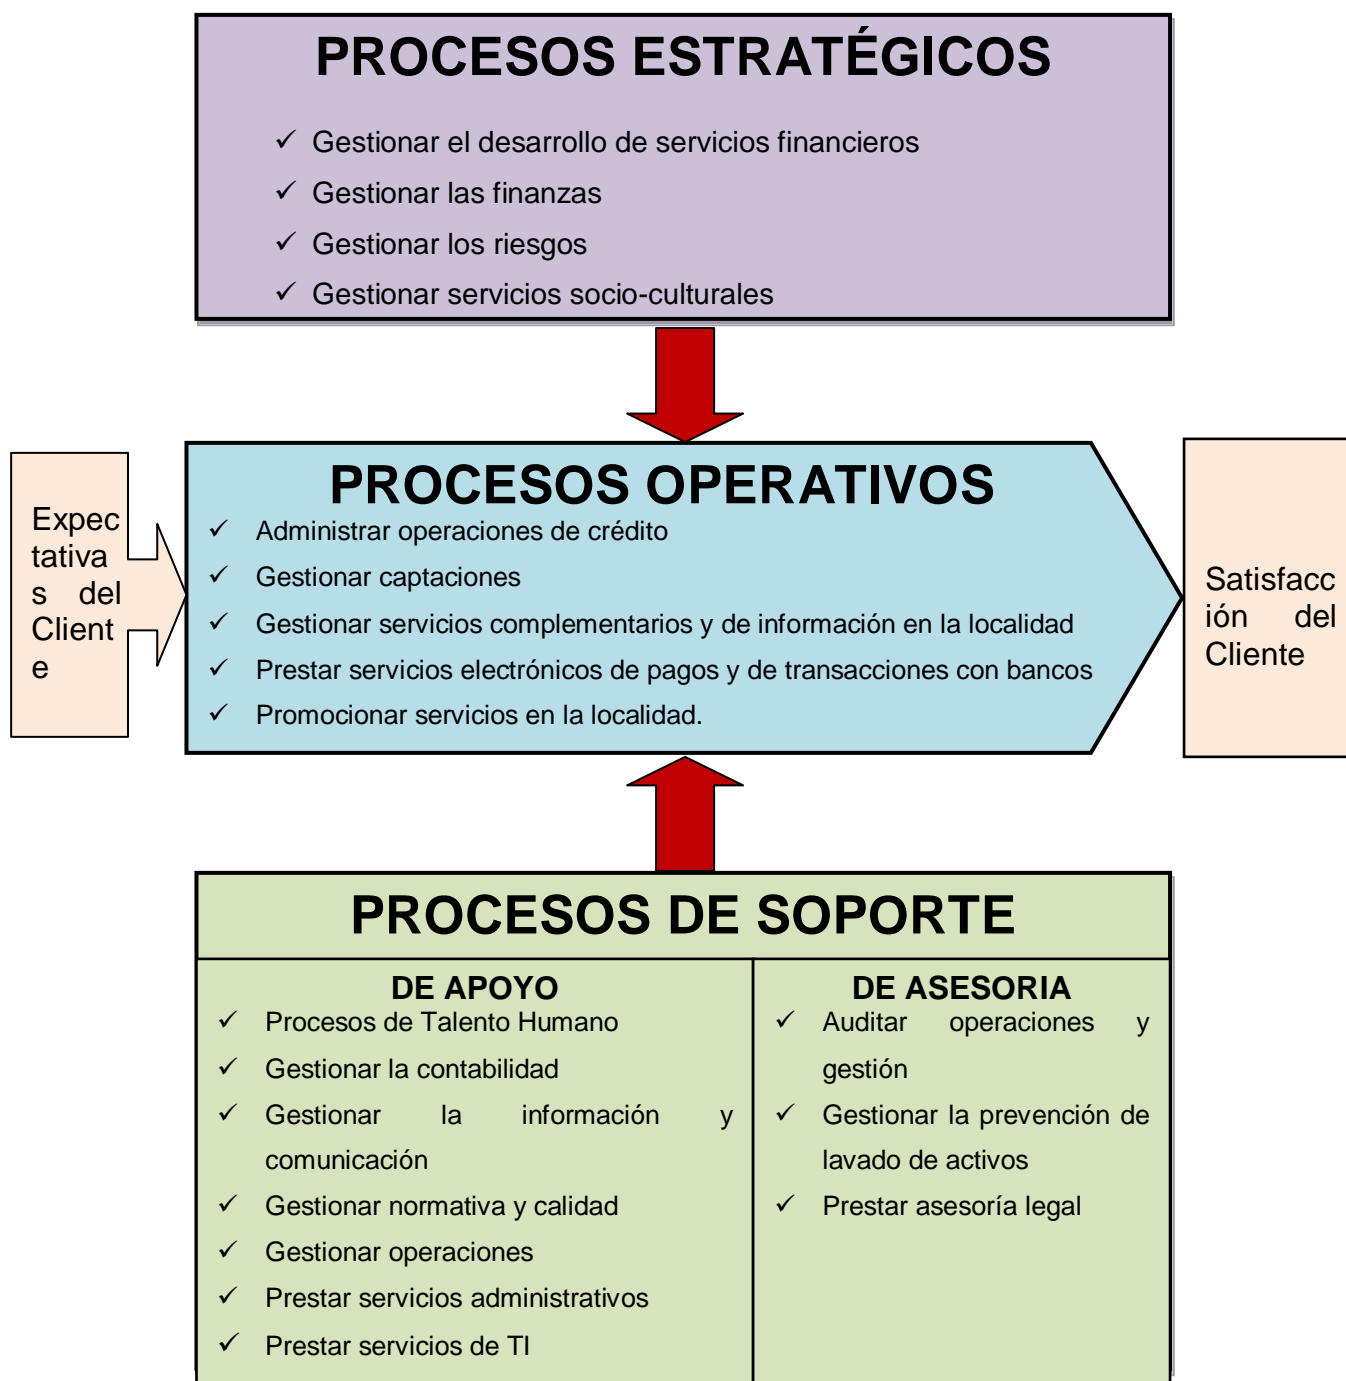 PROCESOS ESTRATÉGICOS
✓ Gestionar el desarrollo de servicios financieros
✓ Gestionar las finanzas
✓ Gestionar los riesgos
✓ Gestionar servicios socio-culturales
Expec
tativa
s del
Client
e
PROCESOS OPERATIVOS
✓ Administrar operaciones de crédito
✓ Gestionar captaciones
✓ Gestionar servicios complementarios y de información en la localidad
✓ Prestar servicios electrónicos de pagos y de transacciones con bancos
✓ Promocionar servicios en la localidad.
Satisfacc
ión del
Cliente
PROCESOS DE SOPORTE
DE APOYO
✓ Procesos de Talento Humano
✓ Gestionar la contabilidad
✓ Gestionar la información y
comunicación
✓ Gestionar normativa y calidad
✓ Gestionar operaciones
✓ Prestar servicios administrativos
✓ Prestar servicios de TI
DE ASESORIA
✓ Auditar operaciones y
gestión
✓ Gestionar la prevención de
lavado de activos
✓ Prestar asesoría legal